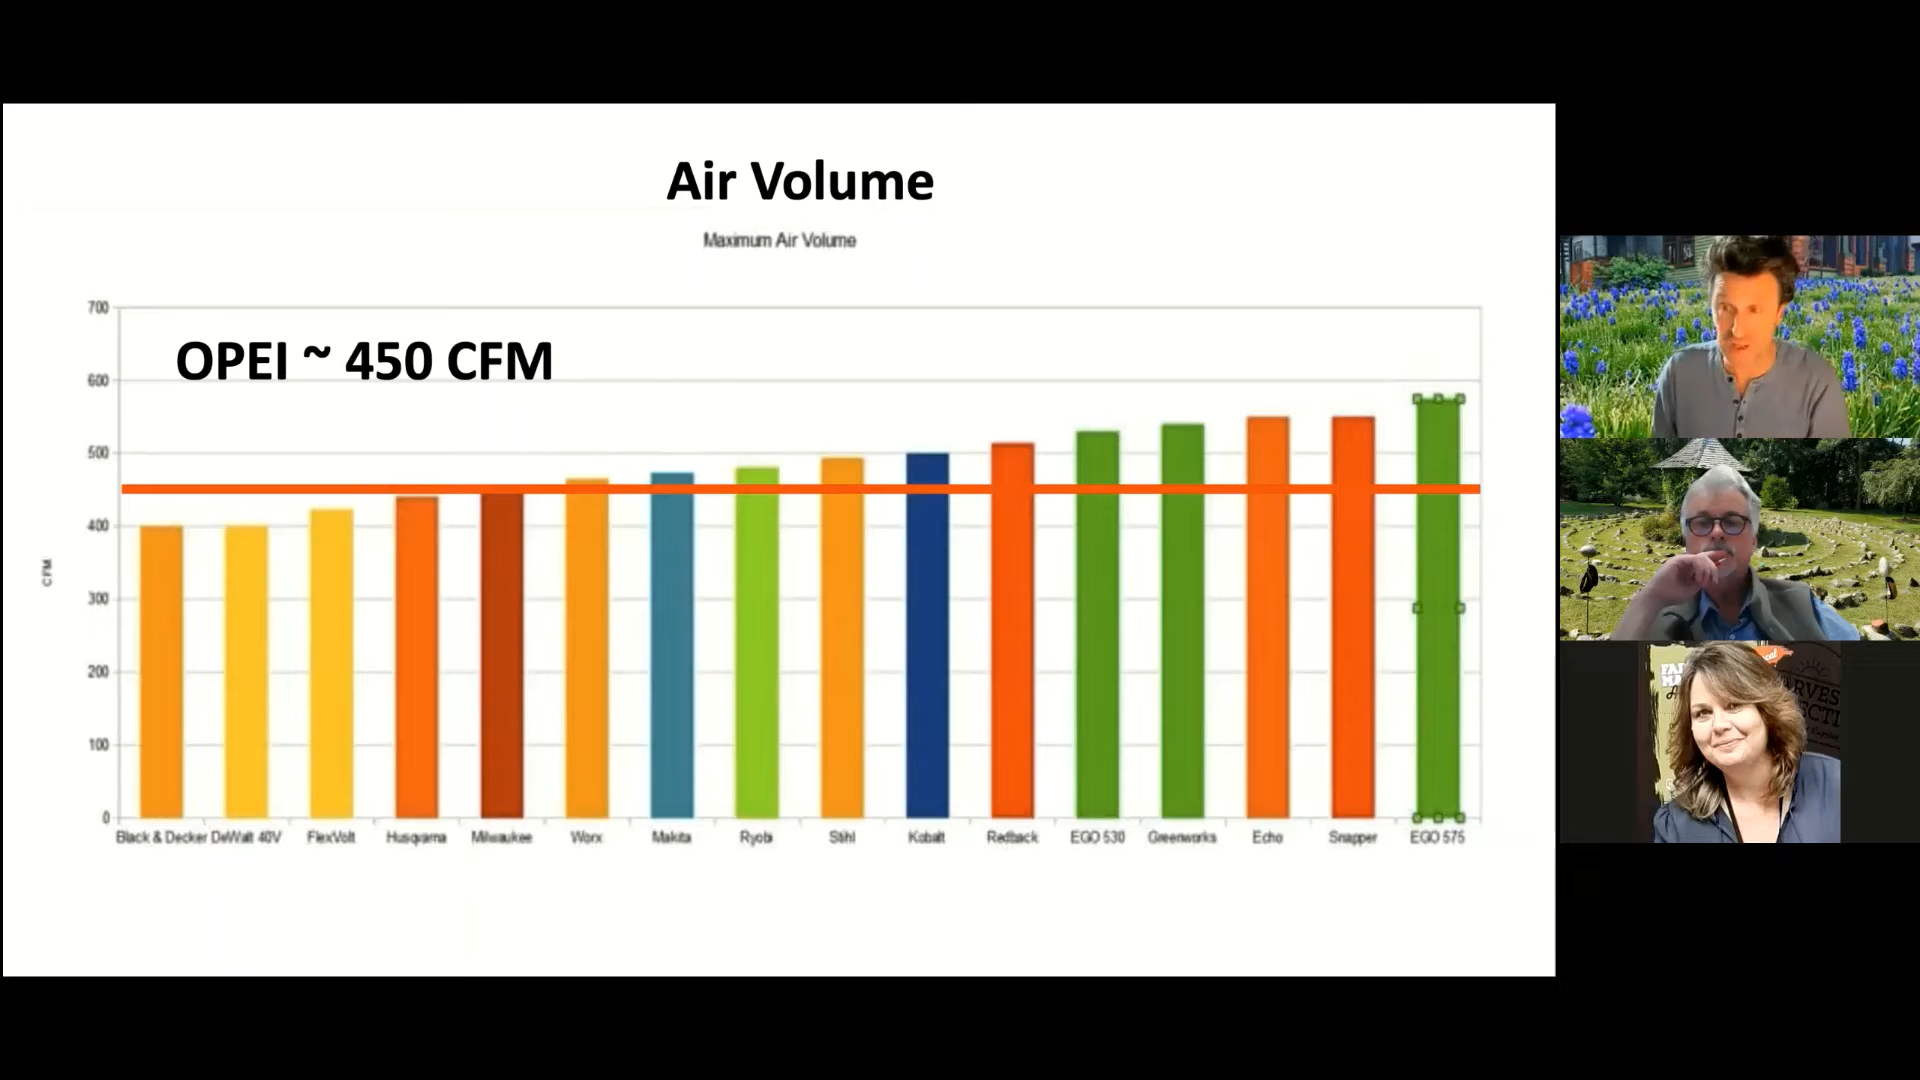 Air Volume
Maximum Air Volume
OPEI ~ 450 CFM
700
600
500
400
300
200
100
0
CFM
Black & Decker DeWalt 40V FlexVolt Husqvarna Milwaukee Worx Makita Ryobi Stihl Kobalt Redback EGO 530 Greenworks Echo Snapper EGO 575